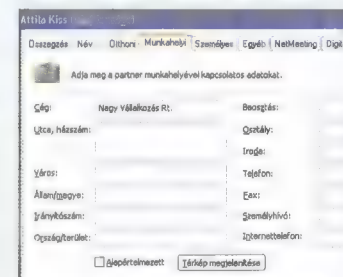 Attila Kiss
Összegzés Név Otthoni Munkahelyi Személyes Egyéb NetMeeting Digit
Adja meg a partner munkahelyével kapcsolatos adatokat.
Cég: Nagy Vállalkozás Rt. Beosztás:
Utca, házszám: Osztály:
Iroda:
Város: Telefon:
Állam/megye: Fax:
Irányítószám: Személyhívó:
Ország/terület: Internettelefon:
Alapértelmezett Térkép megjelenítése